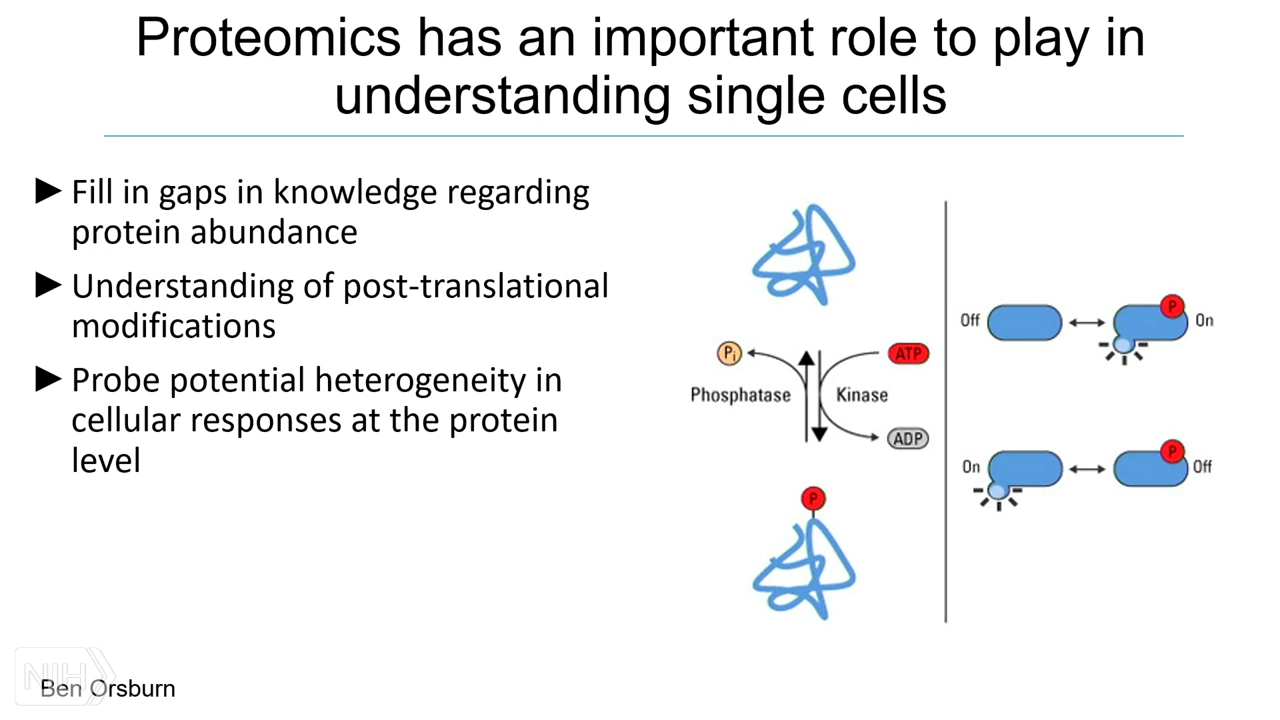 Proteomics has an important role to play in
understanding single cells
► Fill in gaps in knowledge regarding
protein abundance
► Understanding of post-translational
modifications
► Probe potential heterogeneity in
cellular responses at the protein
level
Pi
ATP
Phosphatase
Kinase
ADP
P
Off
P
On
On
P
Off
NIH
Ben Orsburn